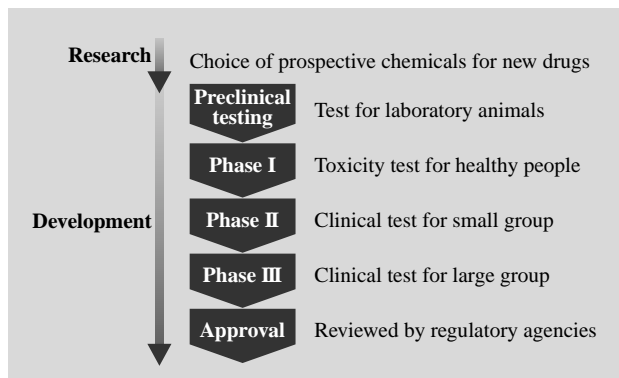 Research
Choice of prospective chemicals for new drugs
Preclinical
testing
Test for laboratory animals
Phase Ⅰ
Toxicity test for healthy people
Development
Phase Ⅱ
Clinical test for small group
Phase Ⅲ
Clinical test for large group
Approval
Reviewed by regulatory agencies